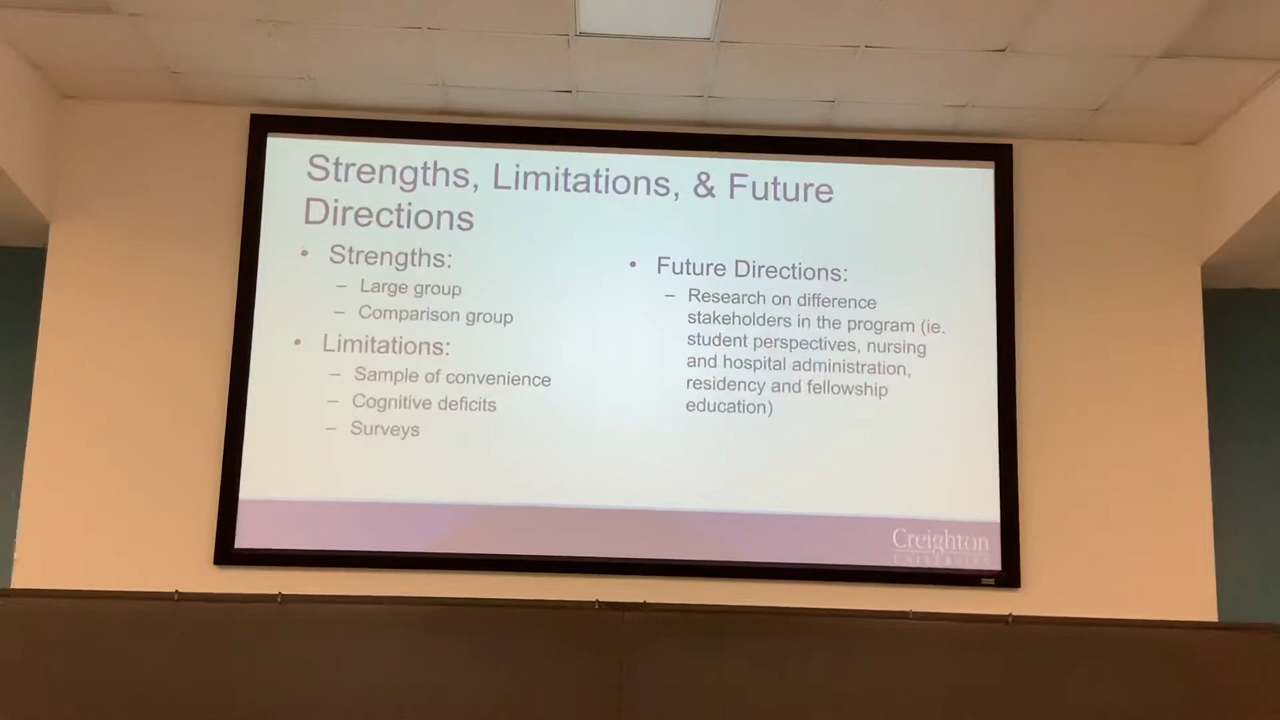 Strengths, Limitations, & Future
Directions
• Strengths:
– Large group
– Comparison group
• Limitations:
– Sample of convenience
– Cognitive deficits
– Surveys
• Future Directions:
– Research on difference
stakeholders in the program (ie.
student perspectives, nursing
and hospital administration,
residency and fellowship
education)
Creighton
UNIVERSITY